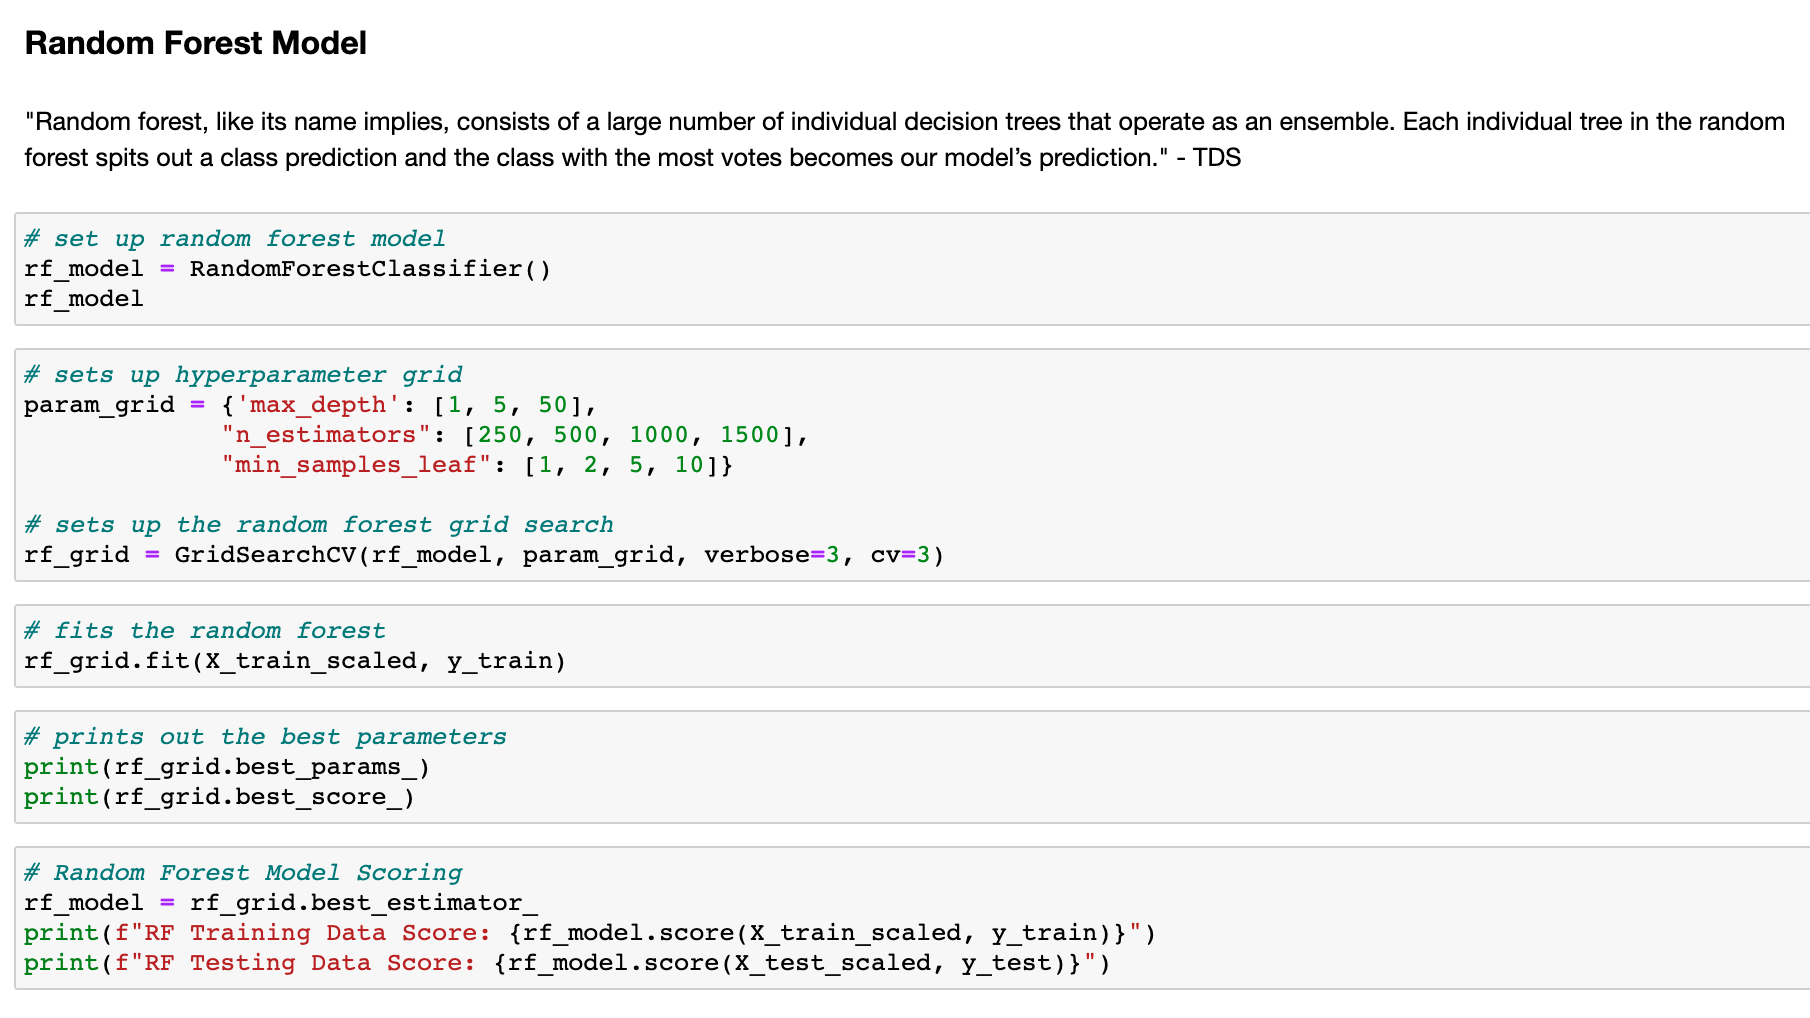 Random Forest Model
"Random forest, like its name implies, consists of a large number of individual decision trees that operate as an ensemble. Each individual tree in the random
forest spits out a class prediction and the class with the most votes becomes our model’s prediction." - TDS
# set up random forest model
rf_model = RandomForestClassifier()
rf_model
# sets up hyperparameter grid
param_grid = {'max_depth': [1, 5, 50],
             "n_estimators": [250, 500, 1000, 1500],
             "min_samples_leaf": [1, 2, 5, 10]}
# sets up the random forest grid search
rf_grid = GridSearchCV(rf_model, param_grid, verbose=3, cv=3)
# fits the random forest
rf_grid.fit(X_train_scaled, y_train)
# prints out the best parameters
print(rf_grid.best_params_)
print(rf_grid.best_score_)
# Random Forest Model Scoring
rf_model = rf_grid.best_estimator_
print(f"RF Training Data Score: {rf_model.score(X_train_scaled, y_train)}")
print(f"RF Testing Data Score: {rf_model.score(X_test_scaled, y_test)}")